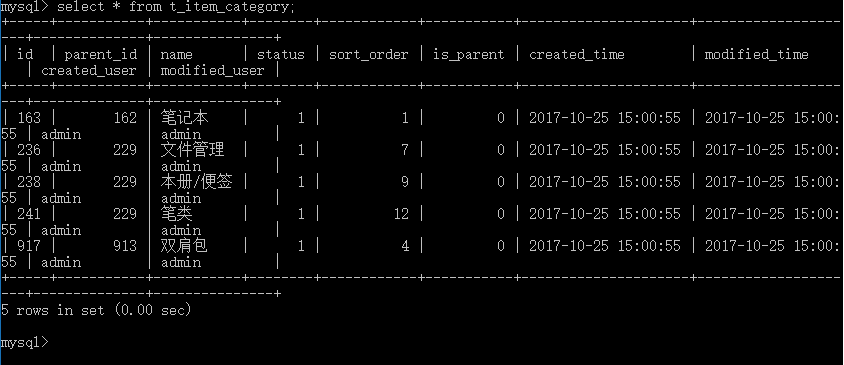 mysql> select * from t_item_category;
+-----+-----------+-----------+--------+------------+-----------+---------------------+------------------
---+--------------+---------------+
| id  | parent_id | name      | status | sort_order | is_parent | created_time        | modified_time
   | created_user | modified_user |
+-----+-----------+-----------+--------+------------+-----------+---------------------+------------------
---+--------------+---------------+
| 163 |       162 | 笔记本    |      1 |          1 |         0 | 2017-10-25 15:00:55 | 2017-10-25 15:00:
55 | admin        | admin         |
| 236 |       229 | 文件管理  |      1 |          7 |         0 | 2017-10-25 15:00:55 | 2017-10-25 15:00:
55 | admin        | admin         |
| 238 |       229 | 本册/便签 |      1 |          9 |         0 | 2017-10-25 15:00:55 | 2017-10-25 15:00:
55 | admin        | admin         |
| 241 |       229 | 笔类      |      1 |         12 |         0 | 2017-10-25 15:00:55 | 2017-10-25 15:00:
55 | admin        | admin         |
| 917 |       913 | 双肩包    |      1 |          4 |         0 | 2017-10-25 15:00:55 | 2017-10-25 15:00:
55 | admin        | admin         |
+-----+-----------+-----------+--------+------------+-----------+---------------------+------------------
---+--------------+---------------+
5 rows in set (0.00 sec)
mysql>